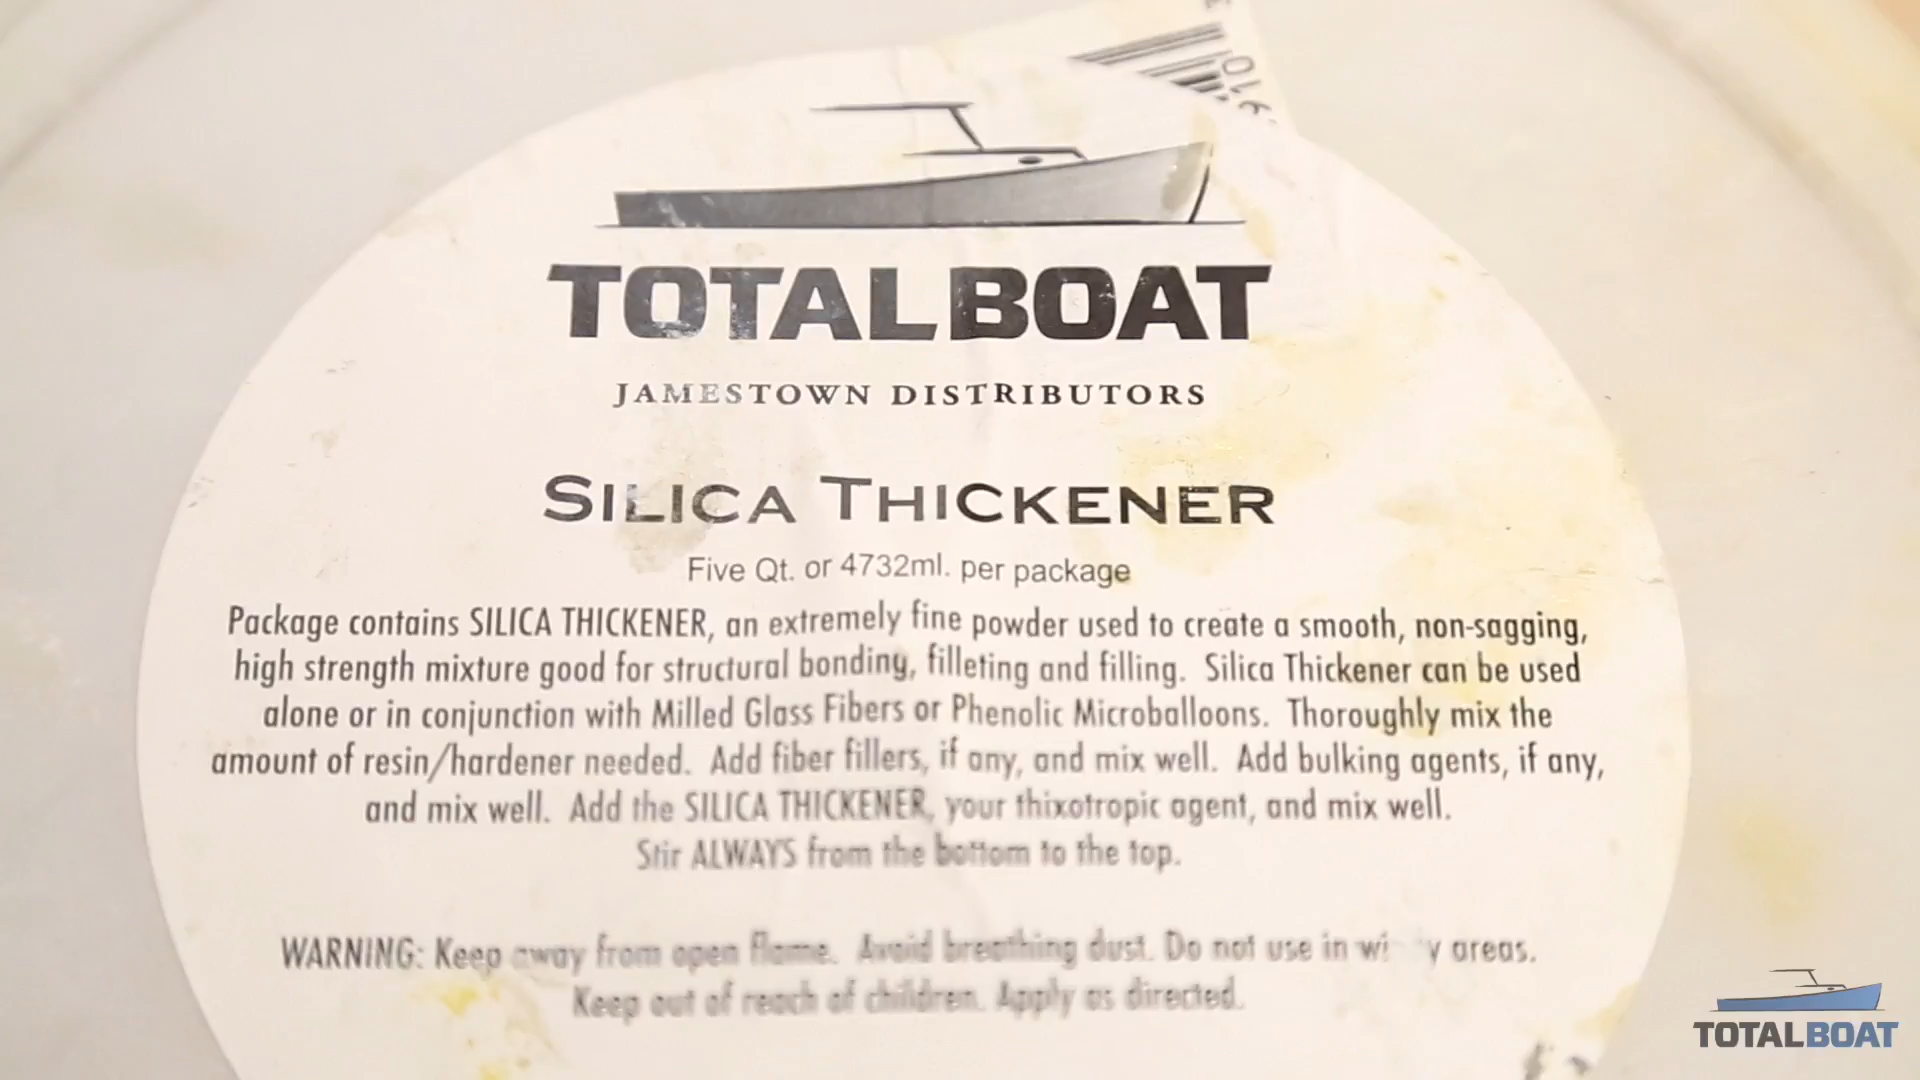 TOTALBOAT
JAMESTOWN DISTRIBUTORS
SILICA THICKENER
Five Qt. or 4732ml. per package
Package contains SILICA THICKENER, an extremely fine powder used to create a smooth, non-sagging,
high strength mixture good for structural bonding, filleting and filling. Silica Thickener can be used
alone or in conjunction with Milled Glass Fibers or Phenolic Microballoons. Thoroughly mix the
amount of resin/hardener needed. Add fiber fillers, if any, and mix well. Add bulking agents, if any,
and mix well. Add the SILICA THICKENER, your thixotropic agent, and mix well.
Stir ALWAYS from the bottom to the top.
WARNING: Keep away from open flame. Avoid breathing dust. Do not use in areas.
Keep out of reach of children. Apply as directed.
TOTALBOAT